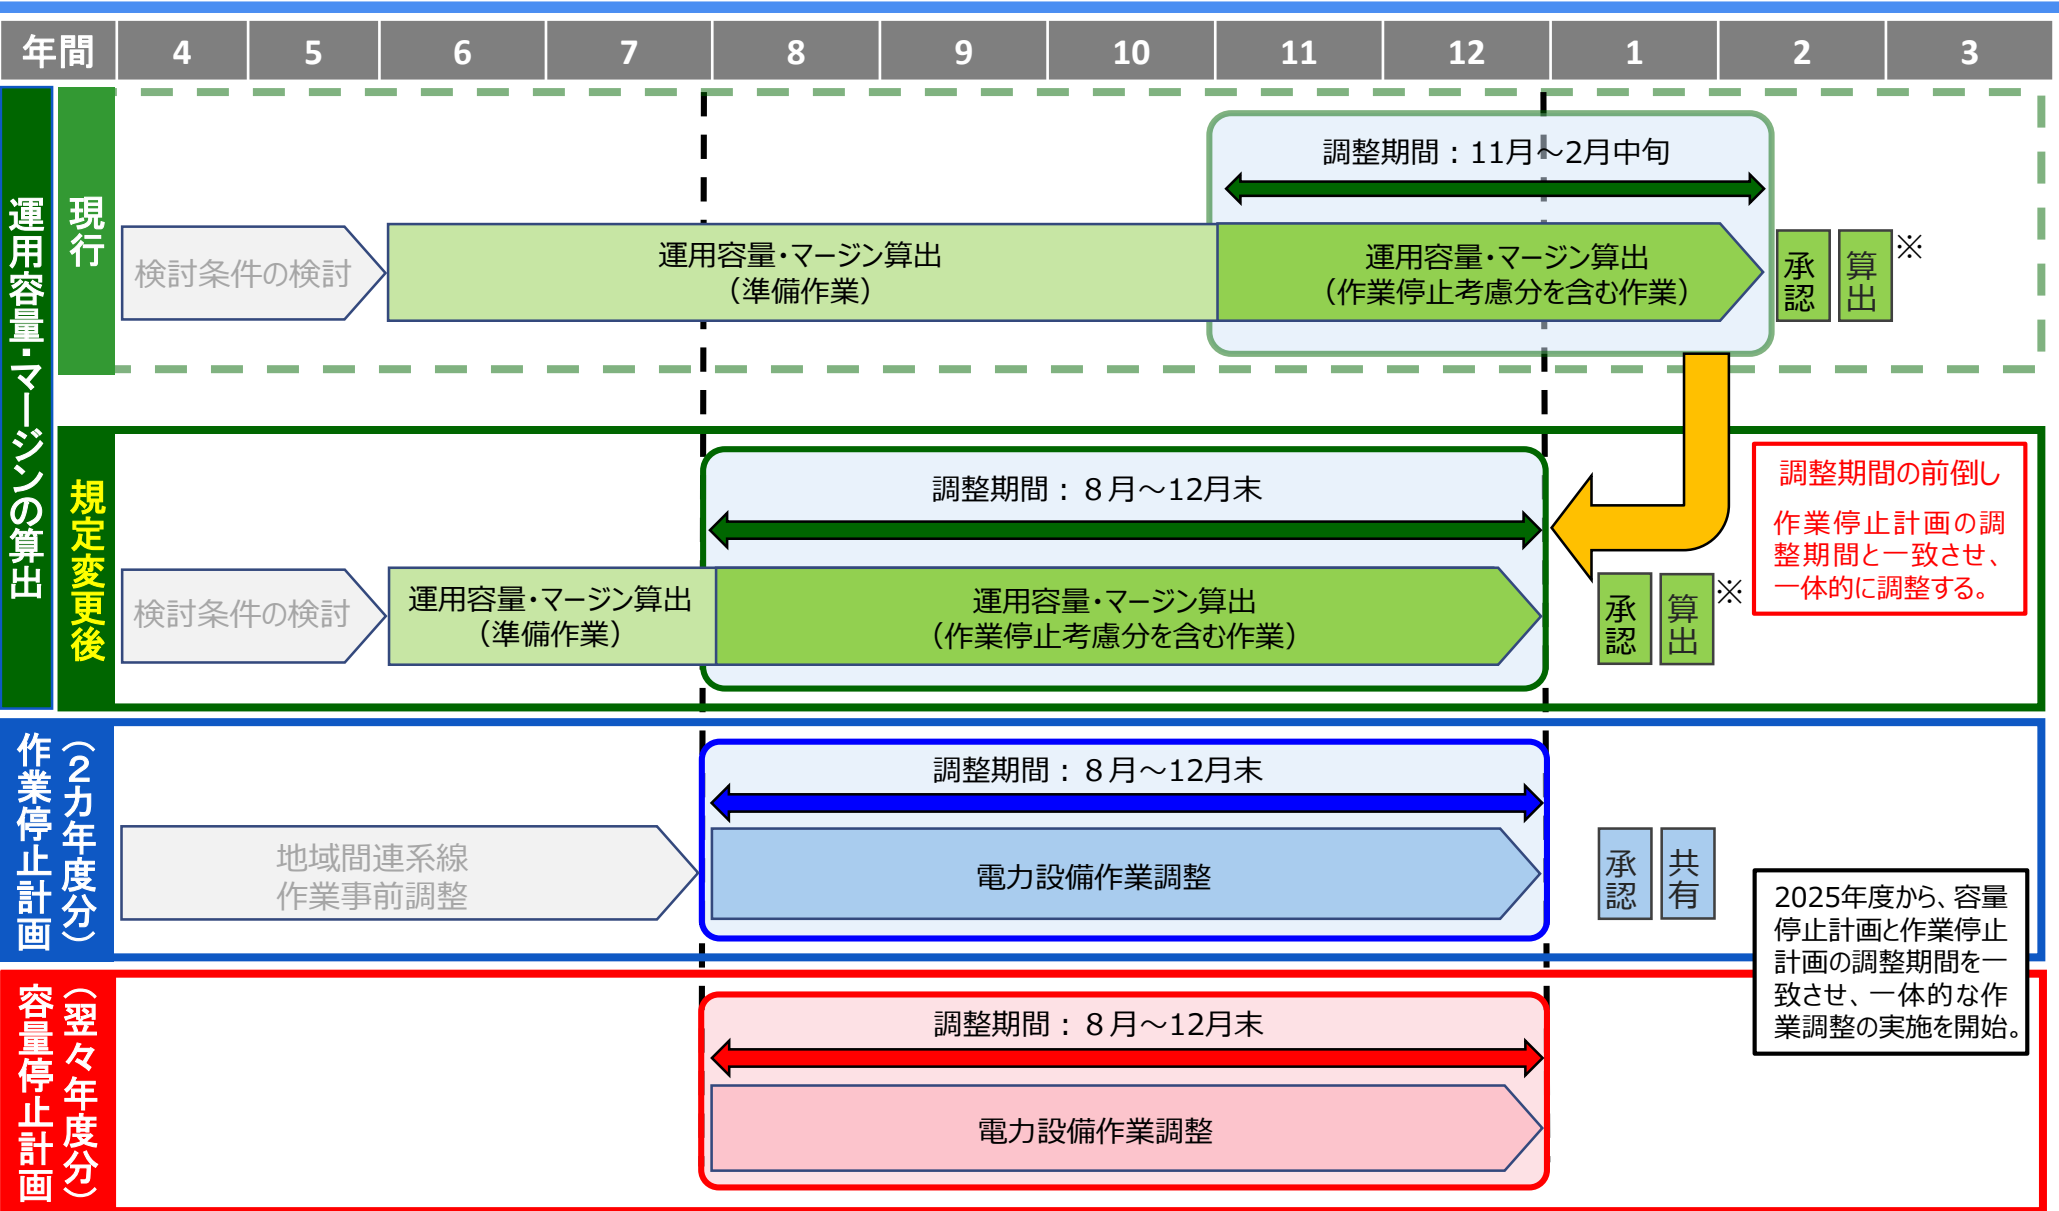 年間 4 5 6 7 8 9 10 11 12 1 2 3
運用容量・マージンの算出
現行
調整期間：11月～2月中旬
検討条件の検討
運用容量・マージン算出
（準備作業）
運用容量・マージン算出
（作業停止考慮分を含む作業）
承認
算出
※
規定変更後
調整期間：８月～12月末
検討条件の検討
運用容量・マージン算出
（準備作業）
運用容量・マージン算出
（作業停止考慮分を含む作業）
承認
算出
※
調整期間の前倒し
作業停止計画の調
整期間と一致させ、
一体的に調整する。
作業停止計画
（２カ年度分）
調整期間：８月～12月末
地域間連系線
作業事前調整
電力設備作業調整
承認
共有
2025年度から、容量
停止計画と作業停止
計画の調整期間を一
致させ、一体的な作
業調整の実施を開始。
容量停止計画
（翌々年度分）
調整期間：８月～12月末
電力設備作業調整